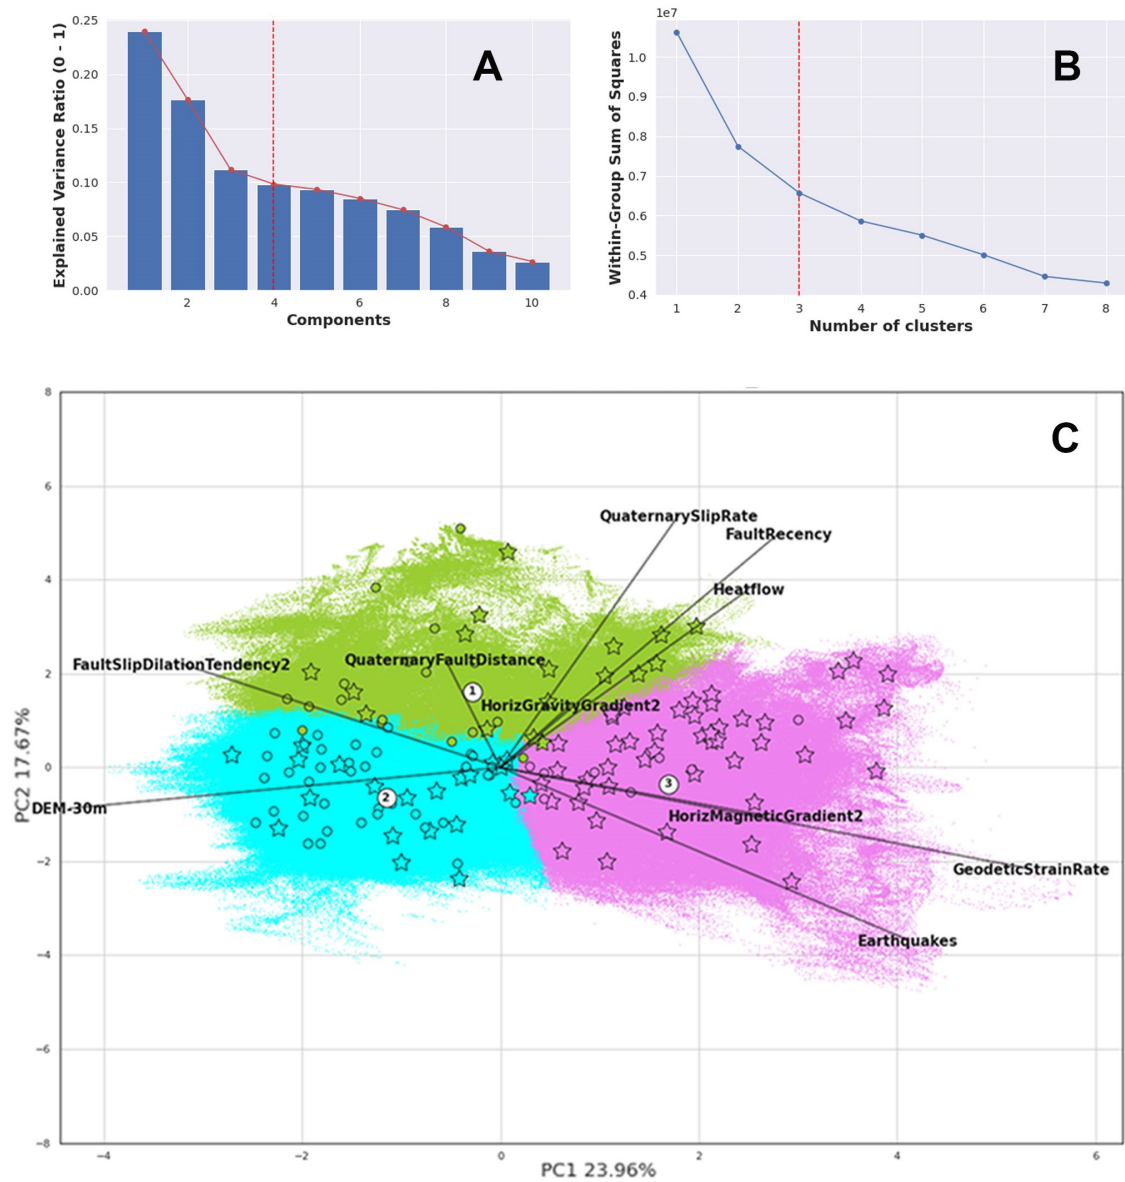 A
0.25
0.20
0.15
0.10
0.05
0.00
Explained Variance Ratio (0 - 1)
2
4
6
8
10
Components
1e7
B
1.0
0.9
0.8
0.7
0.6
0.5
0.4
Within-Group Sum of Squares
1
2
3
4
5
6
7
8
Number of clusters
C
8
6
4
2
0
−2
−4
−6
−8
PC2 17.67%
QuaternarySlipRate
FaultRecency
Heatflow
FaultSlipDilationTendency2
QuaternaryFaultDistance
1
HorizGravityGradient2
3
2
DEM-30m
HorizMagneticGradient2
GeodeticStrainRate
Earthquakes
−4
−2
0
2
4
6
PC1 23.96%